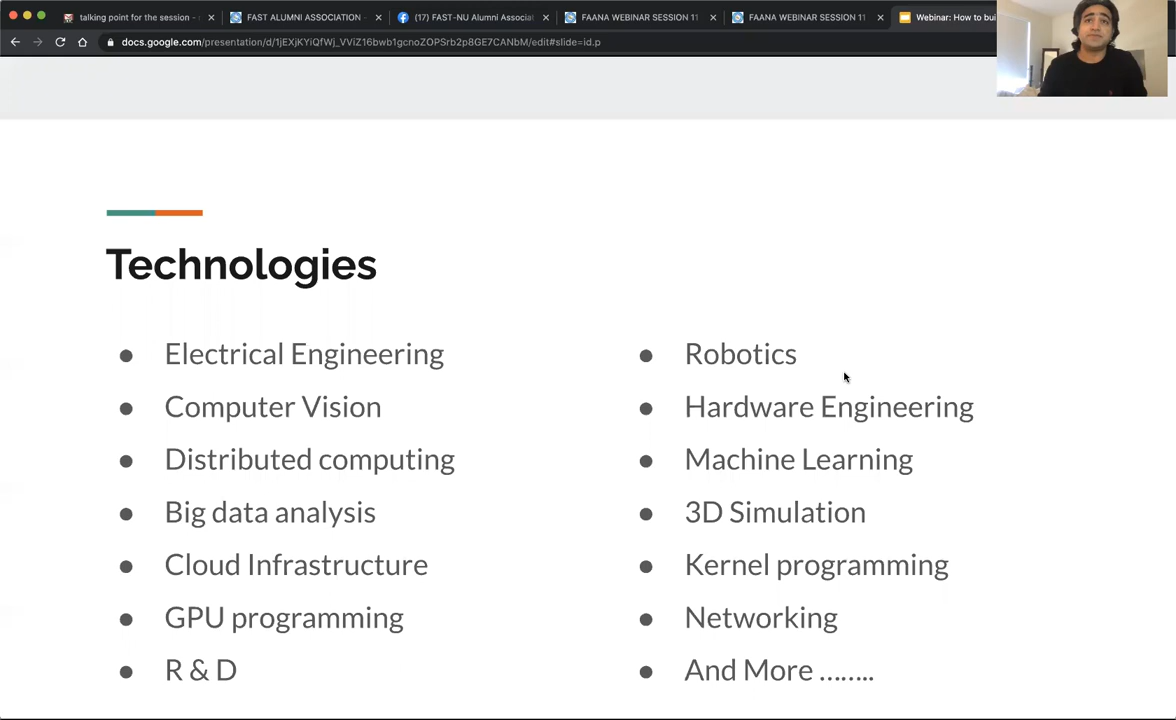 talking point for the session -
FAST ALUMNI ASSOCIATION -
(17) FAST-NU Alumni Associat
FAANA WEBINAR SESSION 11
FAANA WEBINAR SESSION 11
Webinar: How to bui
docs.google.com/presentation/d/1jEXjKYiQfWj_VViZ16bwb1gcnoZOPSrb2p8GE7CANbM/edit#slide=id.p
Technologies
● Electrical Engineering
● Computer Vision
● Distributed computing
● Big data analysis
● Cloud Infrastructure
● GPU programming
● R & D
● Robotics
● Hardware Engineering
● Machine Learning
● 3D Simulation
● Kernel programming
● Networking
● And More ……..